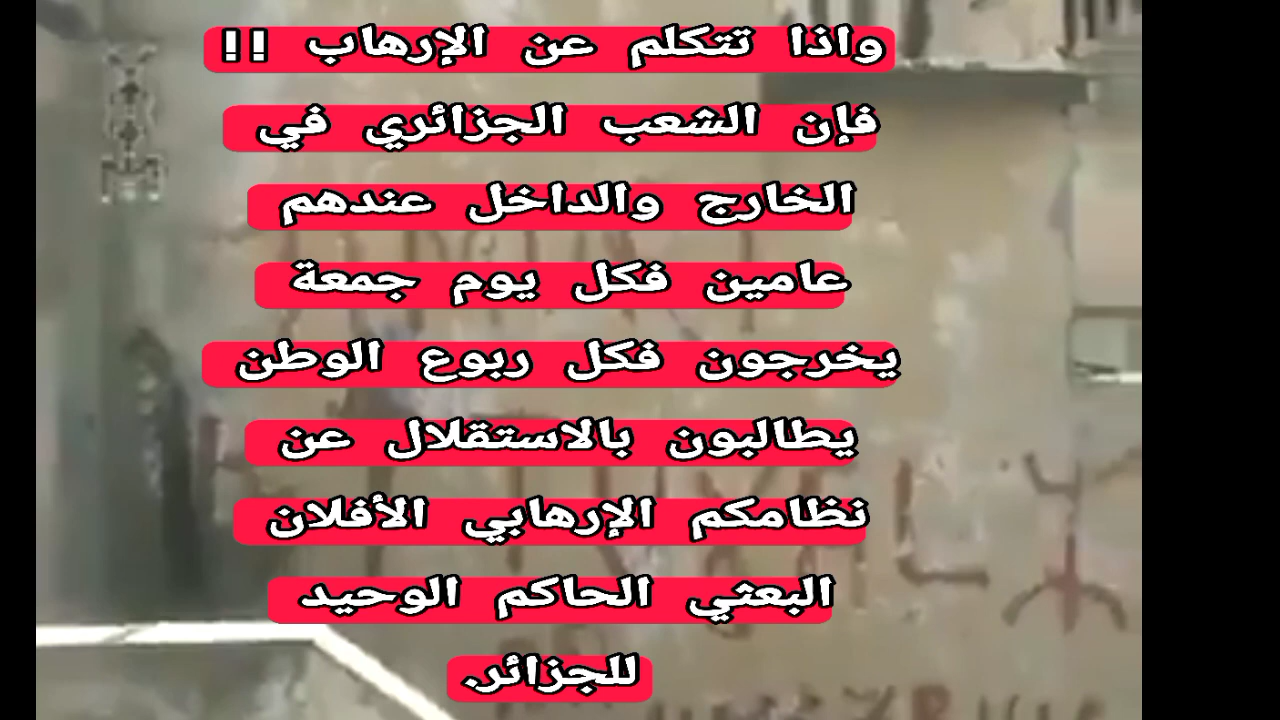 واذا تتكلم عن الإرهاب !!
فإن الشعب الجزائري في
الخارج والداخل عندهم
عامين فكل يوم جمعة
يخرجون فكل ربوع الوطن
يطالبون بالاستقلال عن
نظامكم الإرهابي الأفلان
البعثي الحاكم الوحيد
للجزائر.